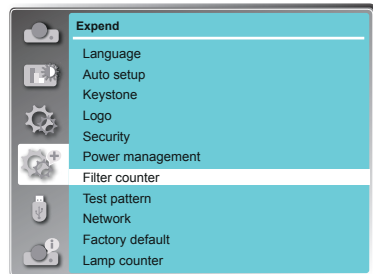 Expend
Language
Auto setup
Keystone
Logo
Security
Power management
Filter counter
Test pattern
Network
Factory default
Lamp counter